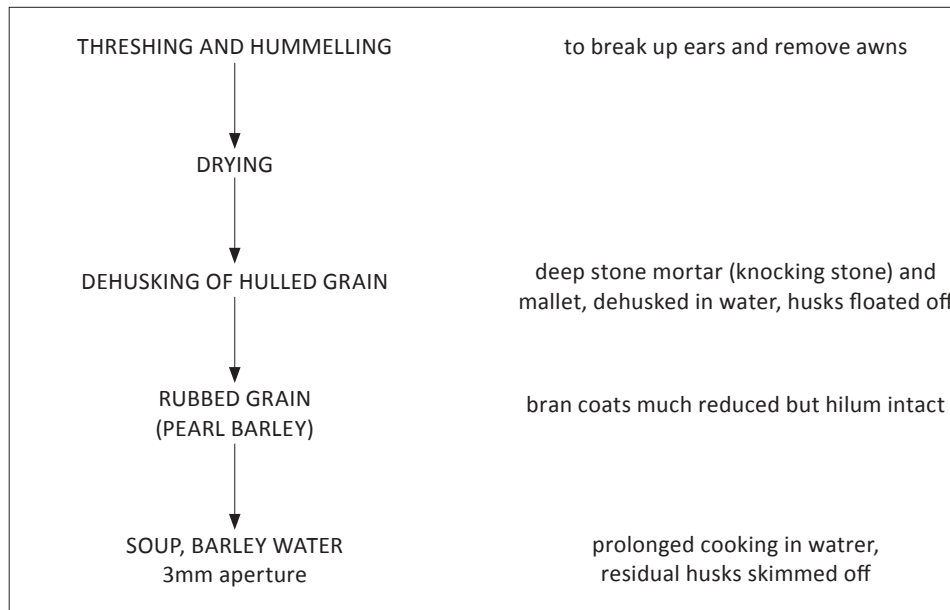 THRESHING AND HUMMELLING
to break up ears and remove awns
DRYING
DEHUSKING OF HULLED GRAIN
deep stone mortar (knocking stone) and
mallet, dehusked in water, husks floated off
RUBBED GRAIN
(PEARL BARLEY)
bran coats much reduced but hilum intact
SOUP, BARLEY WATER
3mm aperture
prolonged cooking in watrer,
residual husks skimmed off